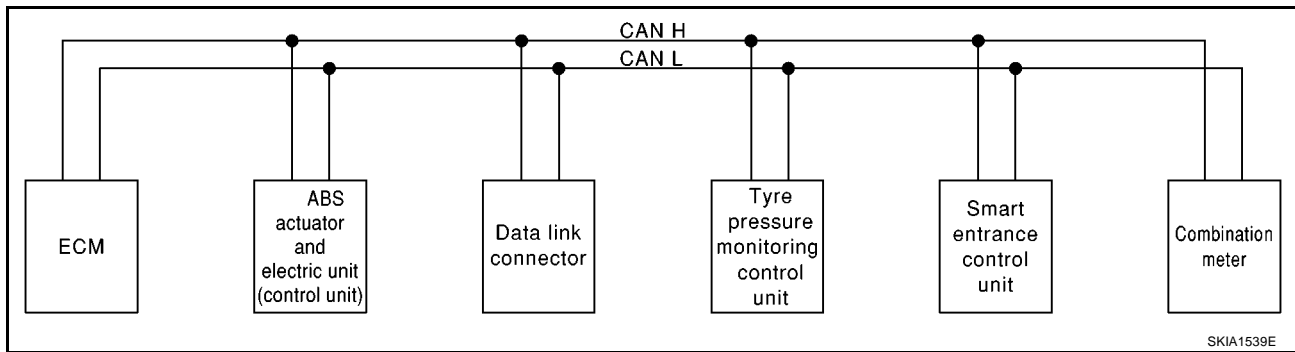 CAN H
CAN L
ECM
ABS
actuator
and
electric unit
(control unit)
Data link
connector
Tyre
pressure
monitoring
control
unit
Smart
entrance
control
unit
Combination
meter
SKIA1539E